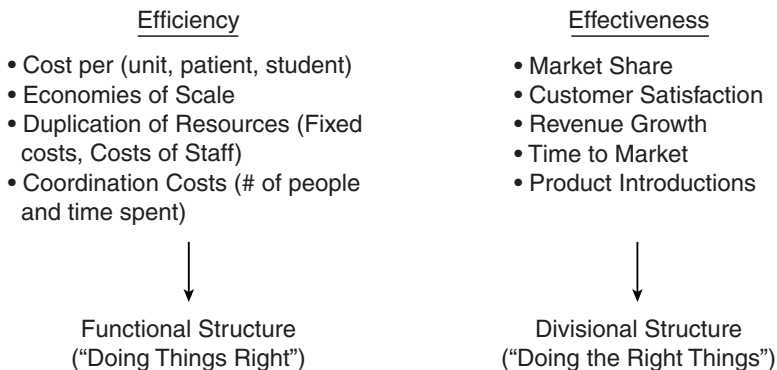 Efficiency
• Cost per (unit, patient, student)
• Economies of Scale
• Duplication of Resources (Fixed
costs, Costs of Staff)
• Coordination Costs (# of people
and time spent)
Functional Structure
(“Doing Things Right”)
Effectiveness
• Market Share
• Customer Satisfaction
• Revenue Growth
• Time to Market
• Product Introductions
Divisional Structure
(“Doing the Right Things”)